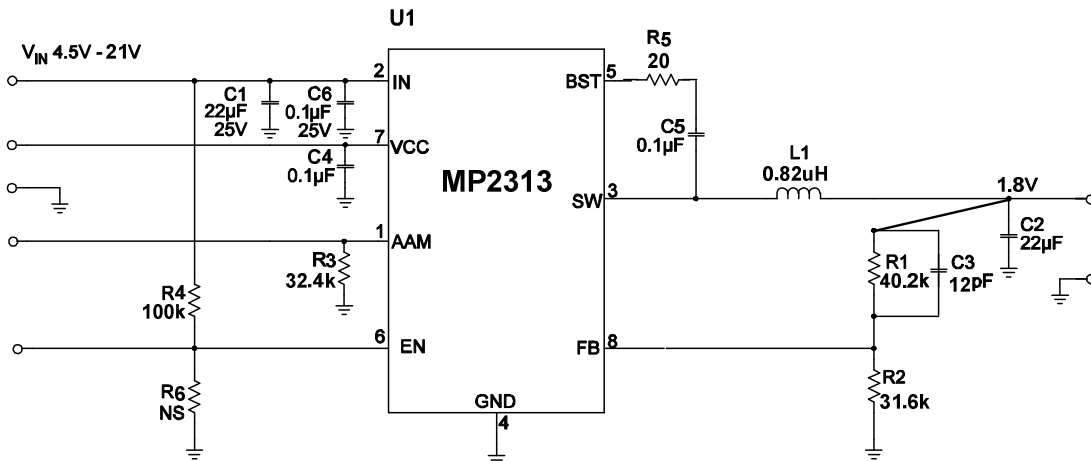 U1
V_IN 4.5V - 21V
2
IN
C1
22µF
25V
C6
0.1µF
25V
7
VCC
C4
0.1µF
1
AAM
R3
32.4k
R4
100k
6
EN
R6
NS
MP2313
GND
4
5
BST
R5
20
C5
0.1µF
3
SW
L1
0.82uH
1.8V
C2
22µF
R1
40.2k
C3
12pF
8
FB
R2
31.6k